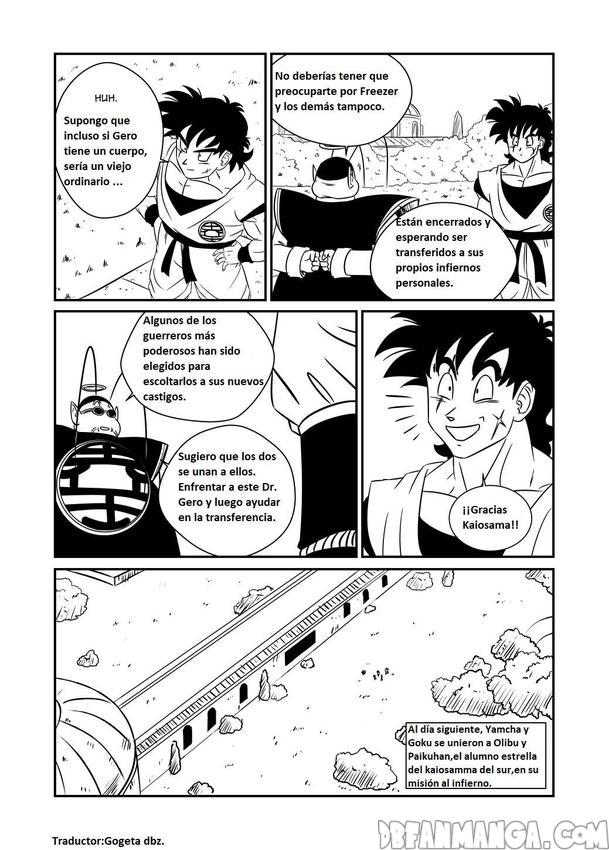 HUH.
Supongo que
incluso si Gero
tiene un cuerpo,
sería un viejo
ordinario ...
No deberías tener que
preocuparte por Freezer
y los demás tampoco.
Están encerrados y
esperando ser
transferidos a sus
propios infiernos
personales.
Algunos de los
guerreros más
poderosos han sido
elegidos para
escoltarlos a sus nuevos
castigos.
Sugiero que los dos
se unan a ellos.
Enfrentar a este Dr.
Gero y luego ayudar
en la transferencia.
¡¡Gracias
Kaiosama!!
Al día siguiente, Yamcha y
Goku se unieron a Olibu y
Paikuhan,el alumno estrella
del kaiosamma del sur,en su
misión al infierno.
Traductor:Gogeta dbz.
DBFANMANGA.COM